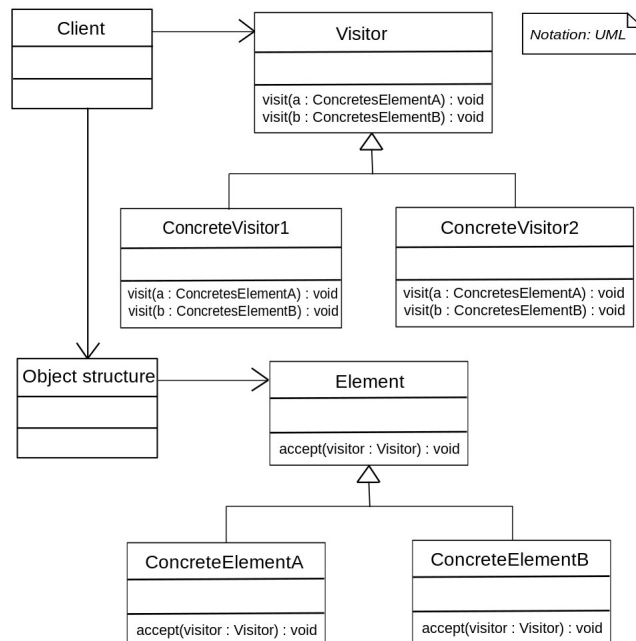 Client
Visitor
Notation: UML
visit(a : ConcretesElementA) : void
visit(b : ConcretesElementB) : void
ConcreteVisitor1
visit(a : ConcretesElementA) : void
visit(b : ConcretesElementB) : void
ConcreteVisitor2
visit(a : ConcretesElementA) : void
visit(b : ConcretesElementB) : void
Object structure
Element
accept(visitor : Visitor) : void
ConcreteElementA
accept(visitor : Visitor) : void
ConcreteElementB
accept(visitor : Visitor) : void